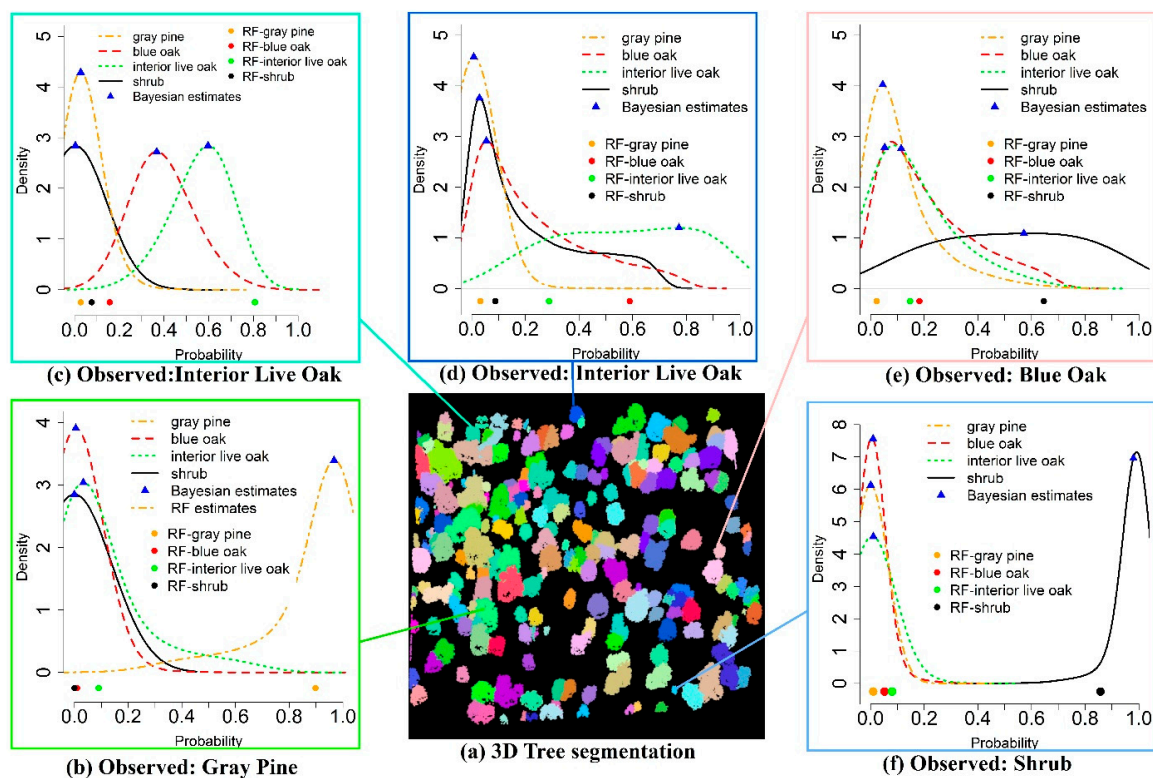 5
4
3
2
1
0
Density
gray pine
blue oak
interior live oak
shrub
Bayesian estimates
RF-gray pine
RF-blue oak
RF-interior live oak
RF-shrub
0.0 0.2 0.4 0.6 0.8 1.0
Probability
(c) Observed:Interior Live Oak
5
4
3
2
1
0
Density
gray pine
blue oak
interior live oak
shrub
Bayesian estimates
RF-gray pine
RF-blue oak
RF-interior live oak
RF-shrub
0.0 0.2 0.4 0.6 0.8 1.0
Probability
(d) Observed: Interior Live Oak
5
4
3
2
1
0
Density
gray pine
blue oak
interior live oak
shrub
Bayesian estimates
RF-gray pine
RF-blue oak
RF-interior live oak
RF-shrub
0.0 0.2 0.4 0.6 0.8 1.0
Probability
(e) Observed: Blue Oak
4
3
2
1
0
Density
gray pine
blue oak
interior live oak
shrub
Bayesian estimates
RF estimates
RF-gray pine
RF-blue oak
RF-interior live oak
RF-shrub
0.0 0.2 0.4 0.6 0.8 1.0
Probability
(b) Observed: Gray Pine
(a) 3D Tree segmentation
8
7
6
5
4
3
2
1
0
Density
gray pine
blue oak
interior live oak
shrub
Bayesian estimates
RF-gray pine
RF-blue oak
RF-interior live oak
RF-shrub
0.0 0.2 0.4 0.6 0.8 1.0
Probability
(f) Observed: Shrub